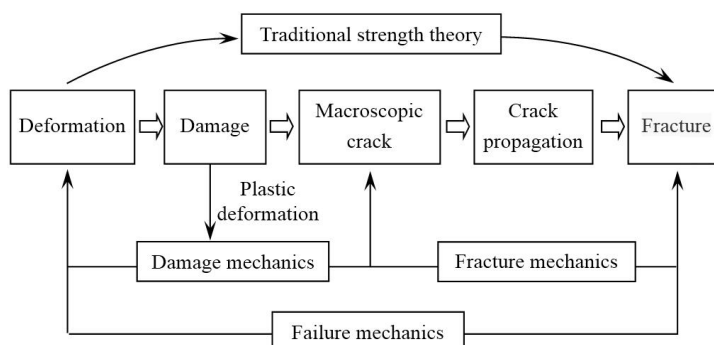 Traditional strength theory
Deformation
Damage
Macroscopic
crack
Crack
propagation
Fracture
Plastic
deformation
Damage mechanics
Fracture mechanics
Failure mechanics